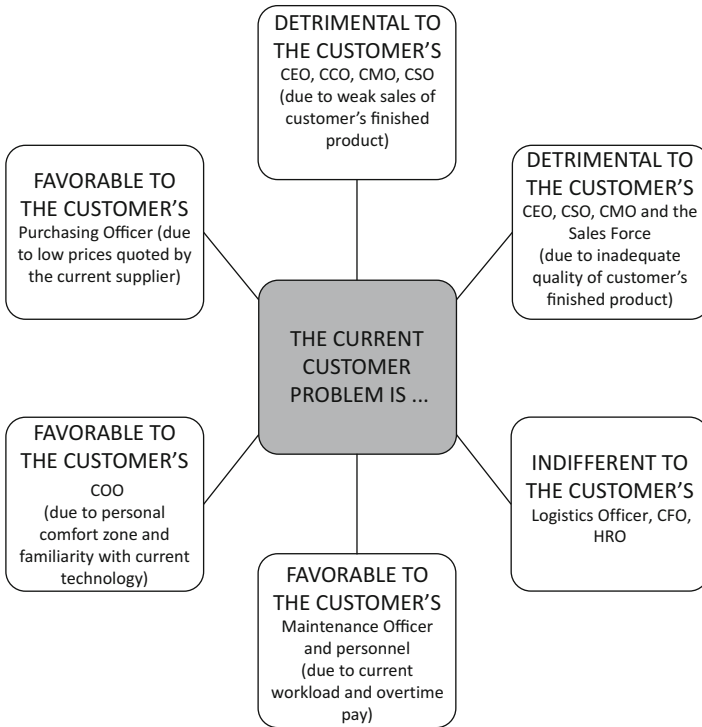 DETRIMENTAL TO
THE CUSTOMER’S
CEO, CCO, CMO, CSO
(due to weak sales of
customer’s finished
product)
FAVORABLE TO
THE CUSTOMER’S
Purchasing Officer (due
to low prices quoted by
the current supplier)
DETRIMENTAL TO
THE CUSTOMER’S
CEO, CSO, CMO and the
Sales Force
(due to inadequate
quality of customer’s
finished product)
THE CURRENT
CUSTOMER
PROBLEM IS ...
FAVORABLE TO
THE CUSTOMER’S
COO
(due to personal
comfort zone and
familiarity with current
technology)
INDIFFERENT TO
THE CUSTOMER’S
Logistics Officer, CFO,
HRO
FAVORABLE TO
THE CUSTOMER’S
Maintenance Officer
and personnel
(due to current
workload and overtime
pay)